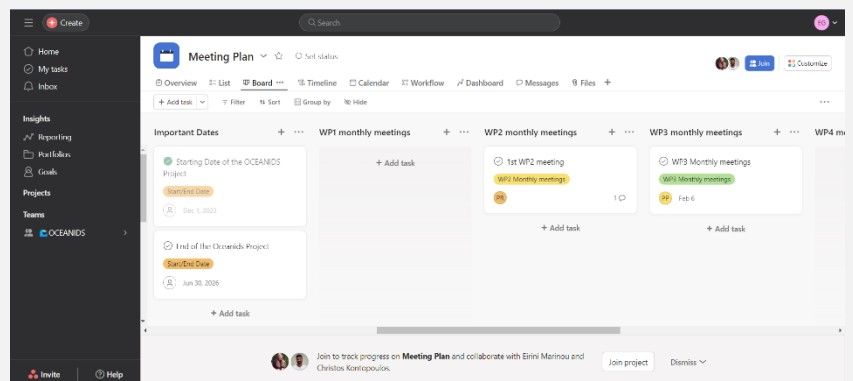 Create
Search
EG
Home
My tasks
Inbox
Insights
Reporting
Portfolios
Goals
Projects
Teams
OCEANIDS
Invite
Help
Meeting Plan
Set status
Join
Customize
Overview
List
Board
Timeline
Calendar
Workflow
Dashboard
Messages
Files
+ Add task
Filter
Sort
Group by
Hide
Important Dates
Starting Date of the OCEANIDS
Project
Start/End Date
Dec 1, 2023
End of the Oceanids Project
Start/End Date
Jun 30, 2026
+ Add task
WP1 monthly meetings
+ Add task
WP2 monthly meetings
1st WP2 meeting
WP2 Monthly meetings
PR
1
+ Add task
WP3 monthly meetings
WP3 Monthly meetings
WP3 Monthly meetings
PP
Feb 6
+ Add task
WP4 m
Join to track progress on Meeting Plan and collaborate with Eirini Marinou and
Christos Kontopoulos.
Join project
Dismiss